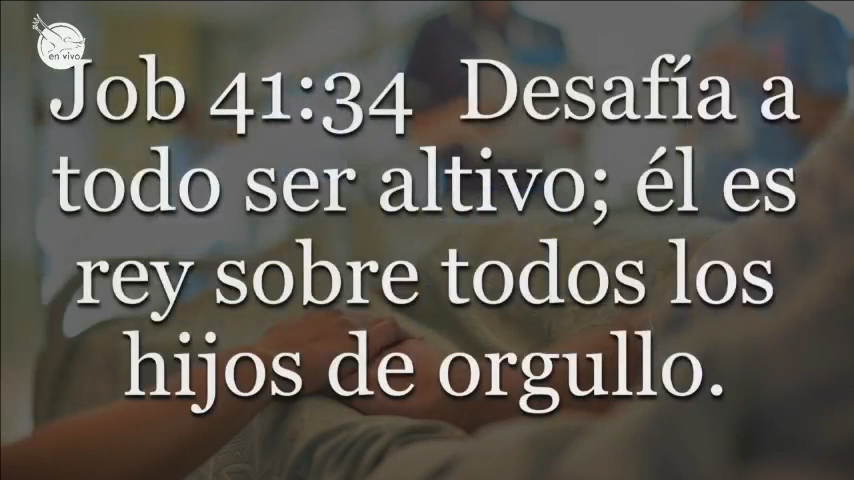 en vivo
Job 41:34 Desafía a
todo ser altivo; él es
rey sobre todos los
hijos de orgullo.